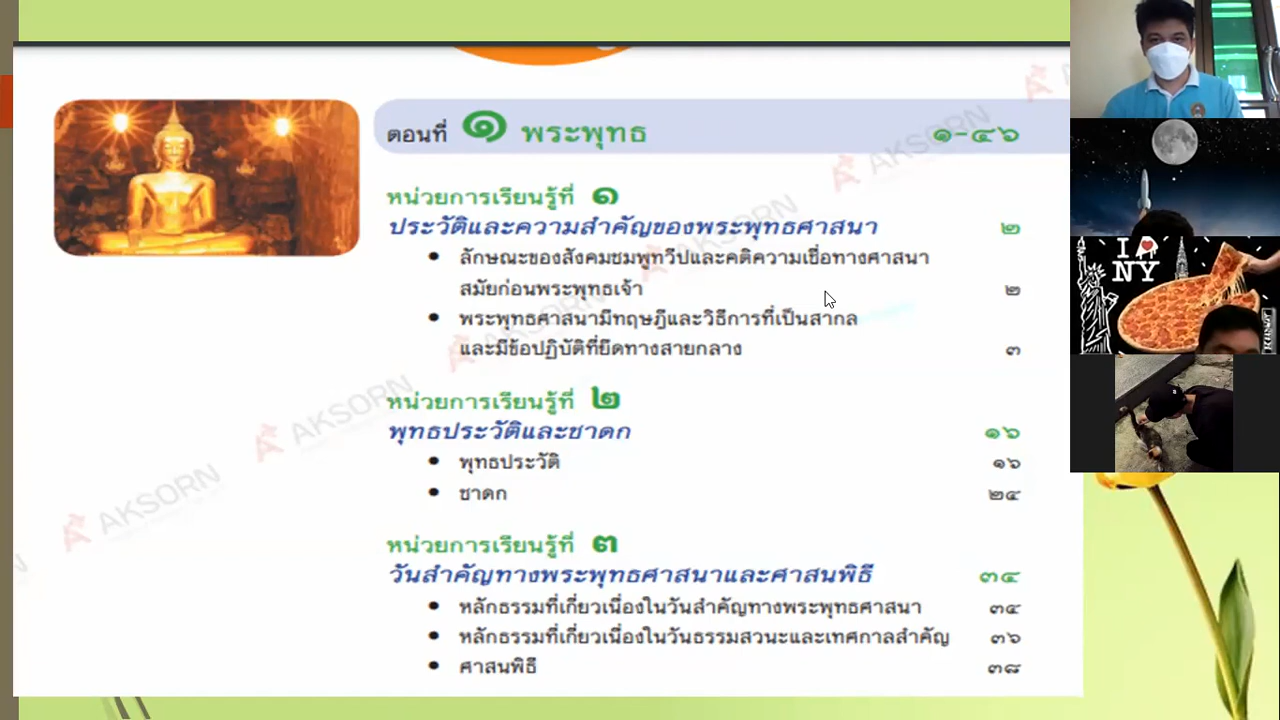 ตอนที่ ๑ พระพุทธ ๑-๔๖
หน่วยการเรียนรู้ที่ ๑
ประวัติและความสำคัญของพระพุทธศาสนา ๒
• ลักษณะของสังคมชมพูทวีปและคติความเชื่อทางศาสนา
สมัยก่อนพระพุทธเจ้า ๒
• พระพุทธศาสนามีทฤษฎีและวิธีการที่เป็นสากล
และมีข้อปฏิบัติที่ยึดทางสายกลาง ๓
หน่วยการเรียนรู้ที่ ๒
พุทธประวัติและชาดก ๑๖
• พุทธประวัติ ๑๖
• ชาดก ๒๔
หน่วยการเรียนรู้ที่ ๓
วันสำคัญทางพระพุทธศาสนาและศาสนพิธี ๓๔
• หลักธรรมที่เกี่ยวเนื่องในวันสำคัญทางพระพุทธศาสนา ๓๔
• หลักธรรมที่เกี่ยวเนื่องในวันธรรมสวนะและเทศกาลสำคัญ ๓๖
• ศาสนพิธี ๓๘
AKSORN
AKSORN
AKSORN
AKSORN
AKSORN
I
NY